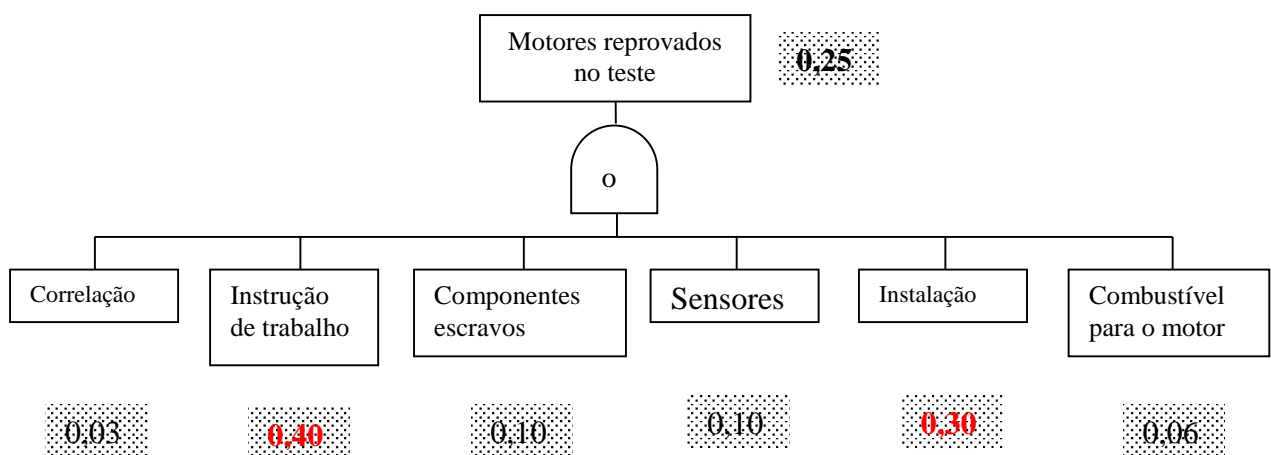 Motores reprovados
no teste
0,25
o
Correlação
Instrução
de trabalho
Componentes
escravos
Sensores
Instalação
Combustível
para o motor
0,03
0,40
0,10
0,10
0,30
0,06